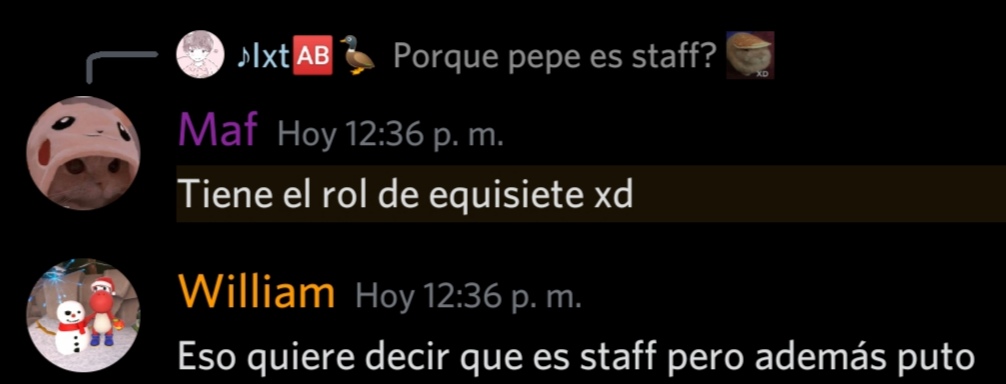 ♪Ixt🆎🦆 Porque pepe es staff? XD
Maf Hoy 12:36 p. m.
Tiene el rol de equisiete xd
William Hoy 12:36 p. m.
Eso quiere decir que es staff pero además puto